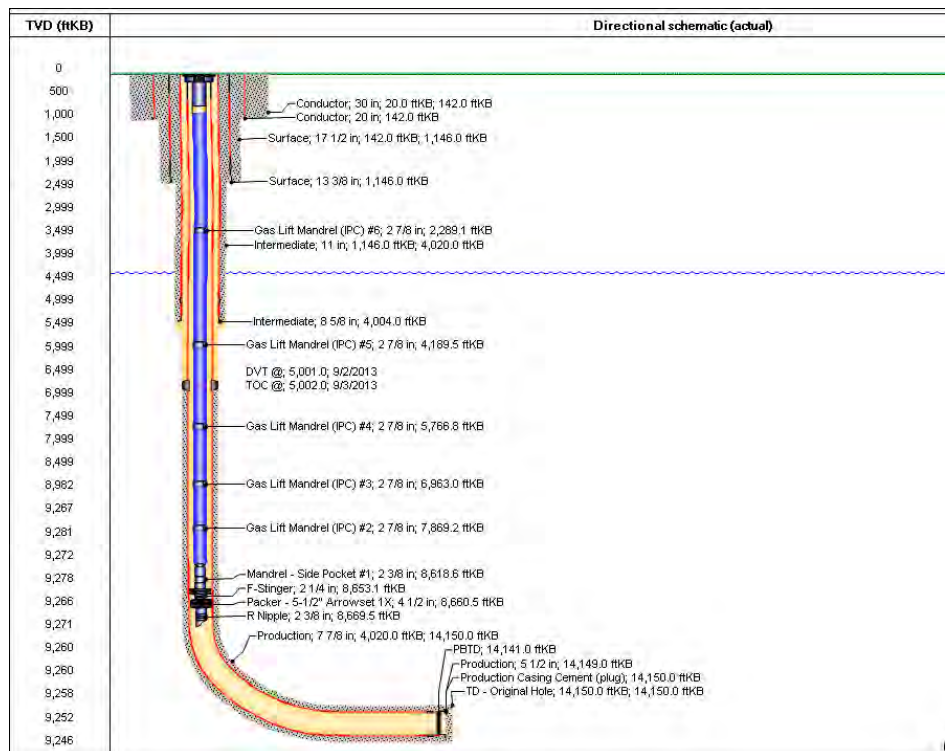 TVD (ftKB)
Directional schematic (actual)
0
500
1,000
1,500
1,999
2,499
2,999
3,499
3,999
4,499
4,999
5,499
5,999
6,499
6,999
7,499
7,999
8,499
8,982
9,267
9,281
9,272
9,278
9,266
9,271
9,260
9,260
9,258
9,252
9,246
Conductor; 30 in; 20.0 ftKB; 142.0 ftKB
Conductor; 20 in; 142.0 ftKB
Surface; 17 1/2 in; 142.0 ftKB; 1,146.0 ftKB
Surface; 13 3/8 in; 1,146.0 ftKB
Gas Lift Mandrel (IPC) #6; 2 7/8 in; 2,289.1 ftKB
Intermediate; 11 in; 1,146.0 ftKB; 4,020.0 ftKB
Intermediate; 8 5/8 in; 4,004.0 ftKB
Gas Lift Mandrel (IPC) #5; 2 7/8 in; 4,189.5 ftKB
DVT @; 5,001.0; 9/2/2013
TOC @; 5,002.0; 9/3/2013
Gas Lift Mandrel (IPC) #4; 2 7/8 in; 5,766.8 ftKB
Gas Lift Mandrel (IPC) #3; 2 7/8 in; 6,963.0 ftKB
Gas Lift Mandrel (IPC) #2; 2 7/8 in; 7,869.2 ftKB
Mandrel - Side Pocket #1; 2 3/8 in; 8,618.6 ftKB
F-Stinger; 2 1/4 in; 8,653.1 ftKB
Packer - 5-1/2" Arrowset 1X; 4 1/2 in; 8,660.5 ftKB
R Nipple; 2 3/8 in; 8,669.5 ftKB
Production; 7 7/8 in; 4,020.0 ftKB; 14,150.0 ftKB
PBTD; 14,141.0 ftKB
Production; 5 1/2 in; 14,149.0 ftKB
Production Casing Cement (plug); 14,150.0 ftKB
TD - Original Hole; 14,150.0 ftKB; 14,150.0 ftKB